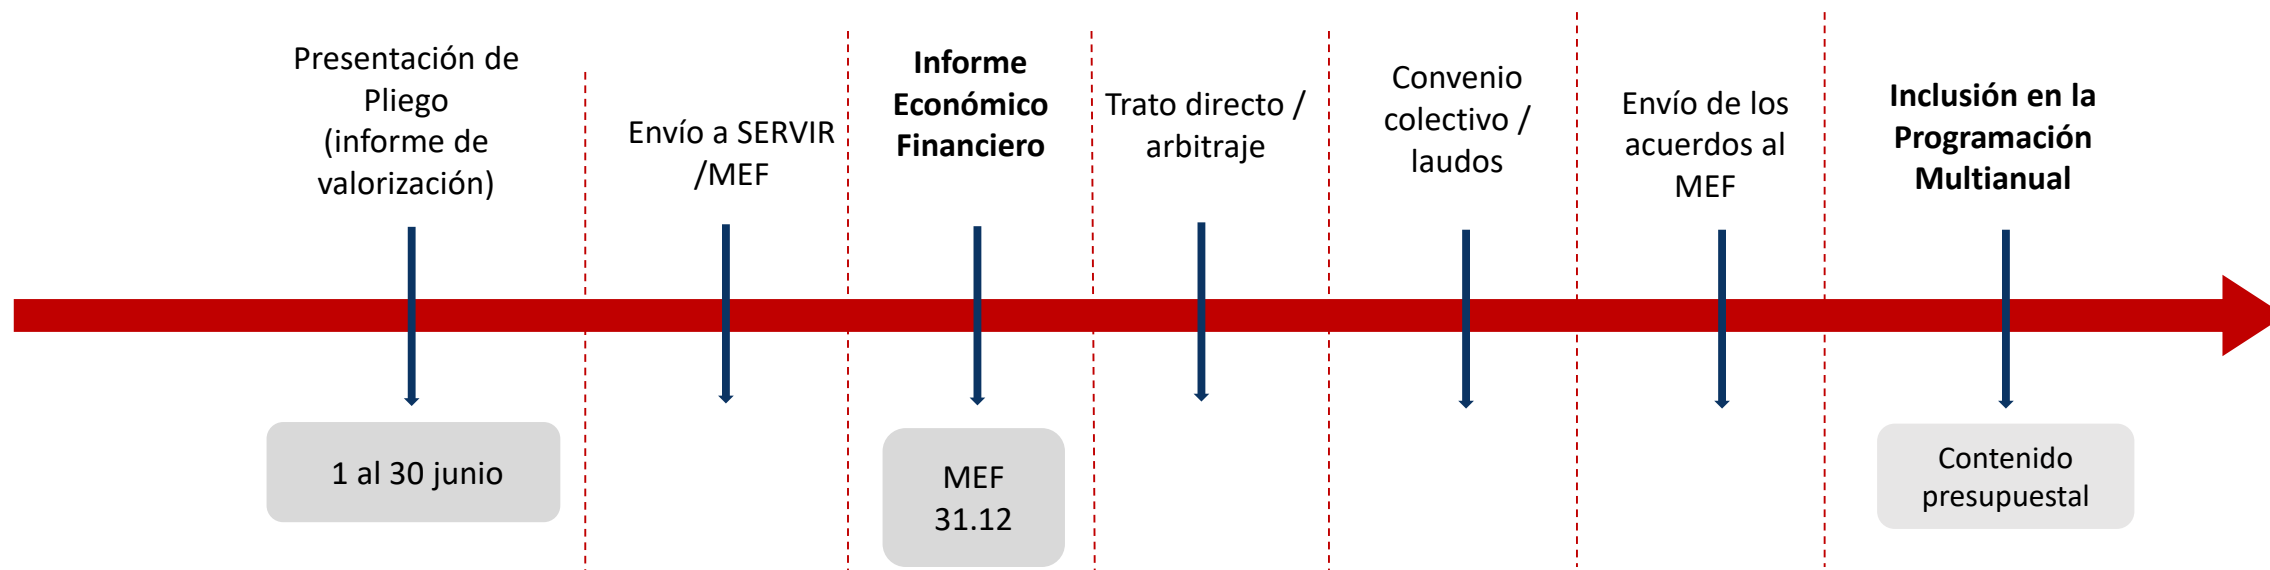 Presentación de
Pliego
(informe de
valorización)
Envío a SERVIR
/MEF
Informe
Económico
Financiero
Trato directo /
arbitraje
Convenio
colectivo /
laudos
Envío de los
acuerdos al
MEF
Inclusión en la
Programación
Multianual
1 al 30 junio
MEF
31.12
Contenido
presupuestal